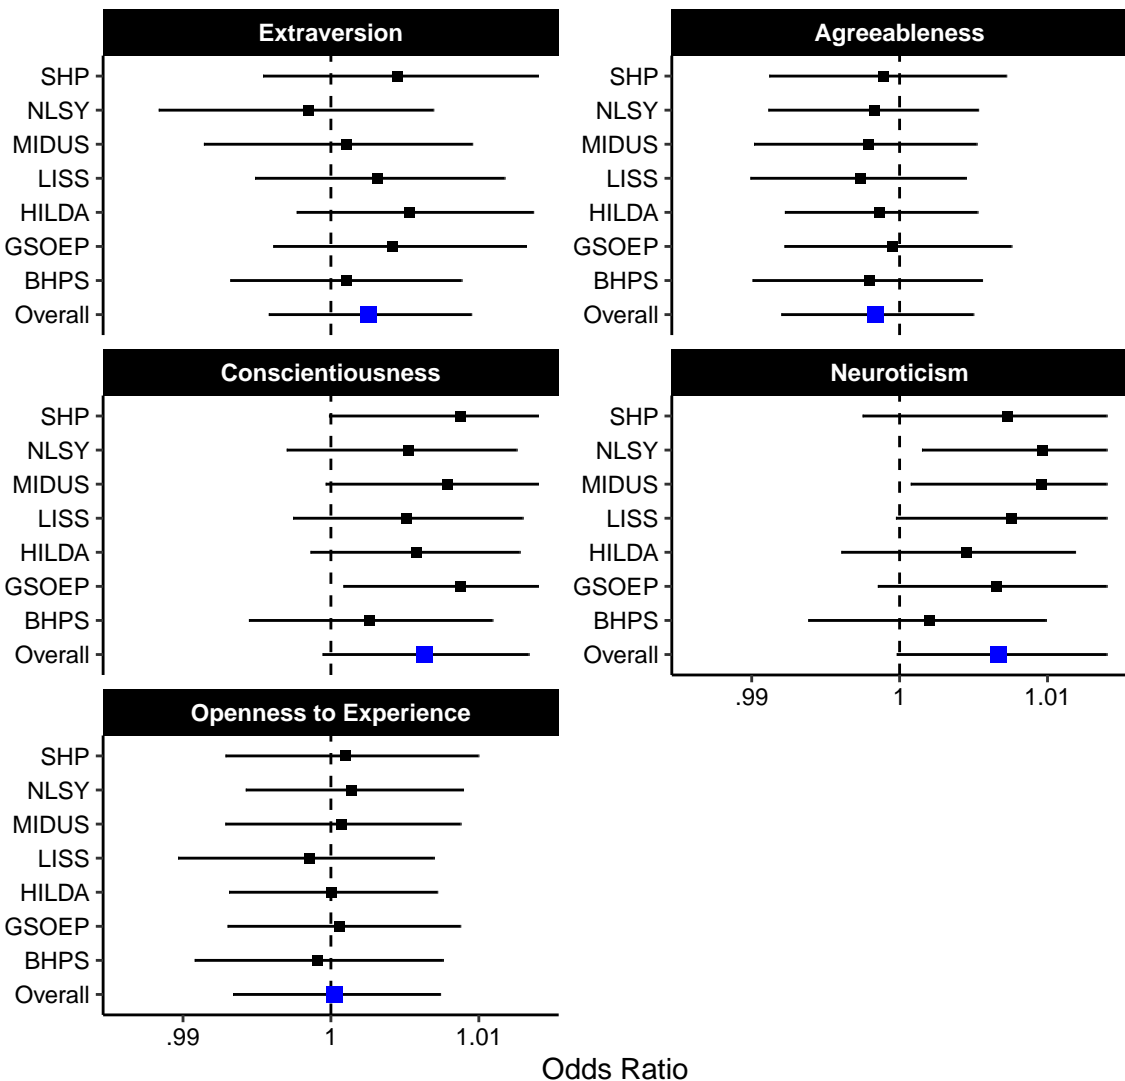 Extraversion
SHP
NLSY
MIDUS
LISS
HILDA
GSOEP
BHPS
Overall
Agreeableness
SHP
NLSY
MIDUS
LISS
HILDA
GSOEP
BHPS
Overall
Conscientiousness
SHP
NLSY
MIDUS
LISS
HILDA
GSOEP
BHPS
Overall
Neuroticism
SHP
NLSY
MIDUS
LISS
HILDA
GSOEP
BHPS
Overall
.99 1 1.01
Openness to Experience
SHP
NLSY
MIDUS
LISS
HILDA
GSOEP
BHPS
Overall
.99 1 1.01
Odds Ratio